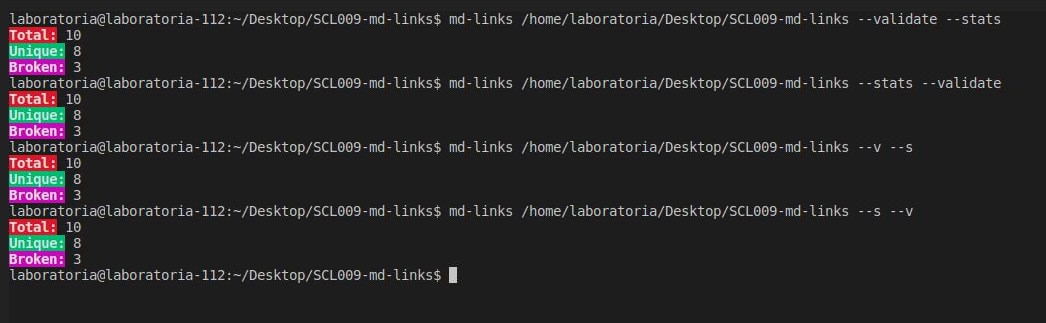 laboratoria@laboratoria-112:~/Desktop/SCL009-md-links$ md-links /home/laboratoria/Desktop/SCL009-md-links --validate --stats
Total: 10
Unique: 8
Broken: 3
laboratoria@laboratoria-112:~/Desktop/SCL009-md-links$ md-links /home/laboratoria/Desktop/SCL009-md-links --stats --validate
Total: 10
Unique: 8
Broken: 3
laboratoria@laboratoria-112:~/Desktop/SCL009-md-links$ md-links /home/laboratoria/Desktop/SCL009-md-links --v --s
Total: 10
Unique: 8
Broken: 3
laboratoria@laboratoria-112:~/Desktop/SCL009-md-links$ md-links /home/laboratoria/Desktop/SCL009-md-links --s --v
Total: 10
Unique: 8
Broken: 3
laboratoria@laboratoria-112:~/Desktop/SCL009-md-links$